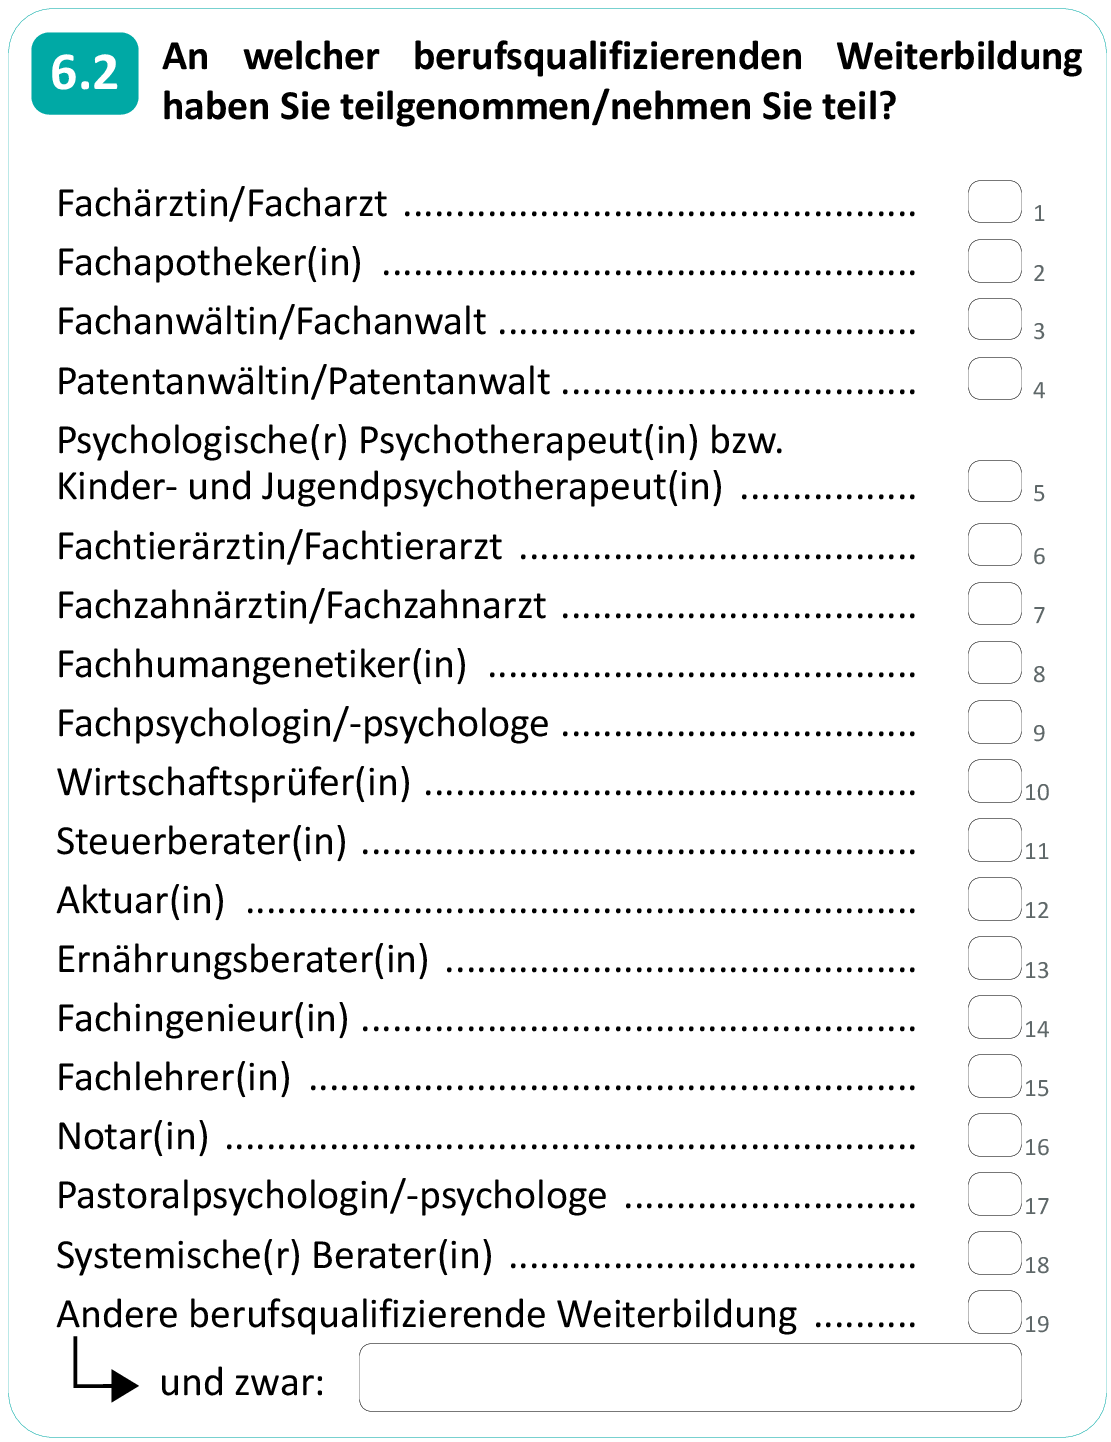 6.2 An welcher berufsqualifizierenden Weiterbildung
haben Sie teilgenommen/nehmen Sie teil?
Fachärztin/Facharzt ................................................. 1
Fachapotheker(in) ................................................... 2
Fachanwältin/Fachanwalt ........................................ 3
Patentanwältin/Patentanwalt .................................. 4
Psychologische(r) Psychotherapeut(in) bzw.
Kinder- und Jugendpsychotherapeut(in) ................. 5
Fachtierärztin/Fachtierarzt ...................................... 6
Fachzahnärztin/Fachzahnarzt .................................. 7
Fachhumangenetiker(in) ......................................... 8
Fachpsychologin/-psychologe .................................. 9
Wirtschaftsprüfer(in) ............................................... 10
Steuerberater(in) ..................................................... 11
Aktuar(in) ................................................................ 12
Ernährungsberater(in) ............................................. 13
Fachingenieur(in) ..................................................... 14
Fachlehrer(in) .......................................................... 15
Notar(in) .................................................................. 16
Pastoralpsychologin/-psychologe ............................ 17
Systemische(r) Berater(in) ....................................... 18
Andere berufsqualifizierende Weiterbildung .......... 19
und zwar: